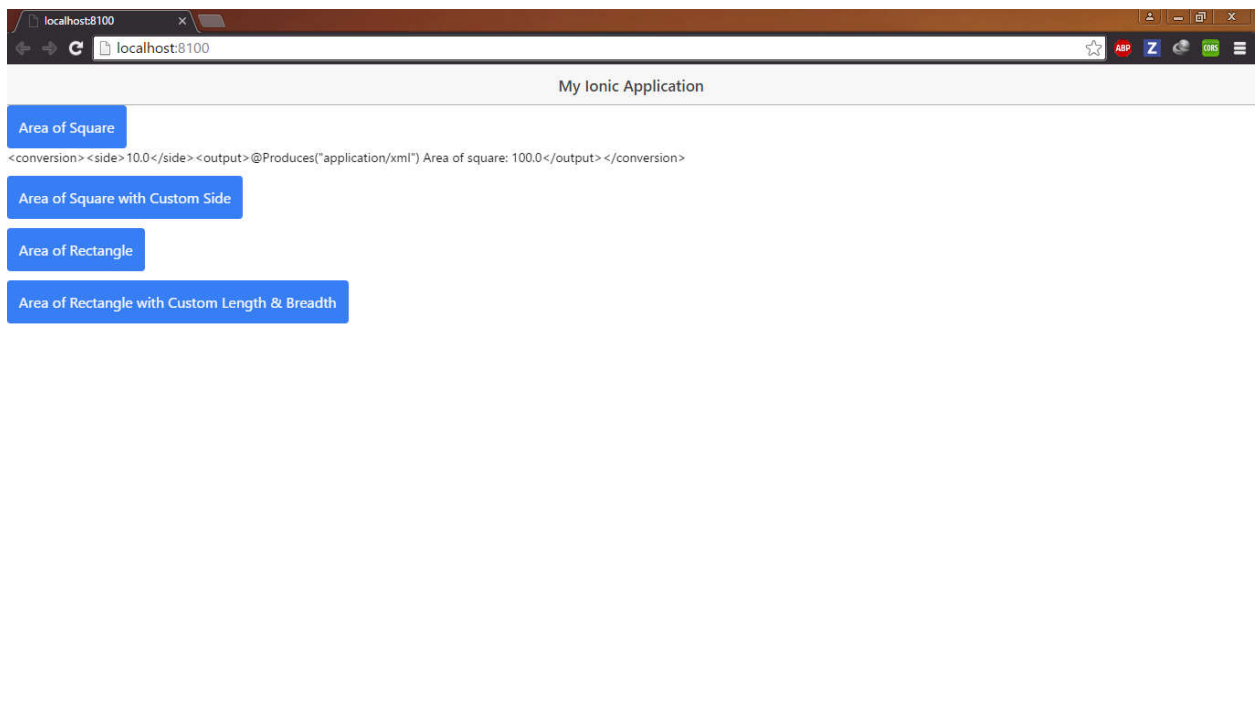 localhost:8100
localhost:8100
ABP
Z
CORS
My Ionic Application
Area of Square
<conversion><side>10.0</side><output>@Produces("application/xml") Area of square: 100.0</output></conversion>
Area of Square with Custom Side
Area of Rectangle
Area of Rectangle with Custom Length & Breadth